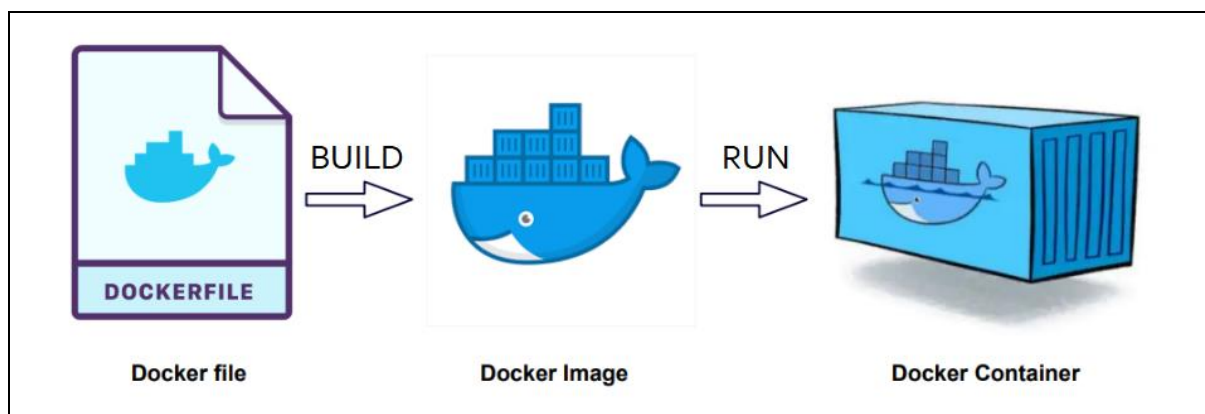 BUILD
RUN
DOCKERFILE
Docker file
Docker Image
Docker Container